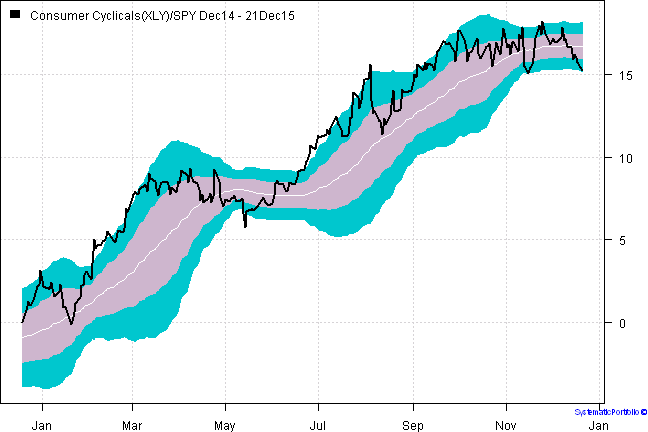 Consumer Cyclicals(XLY)/SPY Dec14 - 21Dec15
15
10
5
0
Jan Mar May Jul Sep Nov Jan
SystematicPortfolio ©